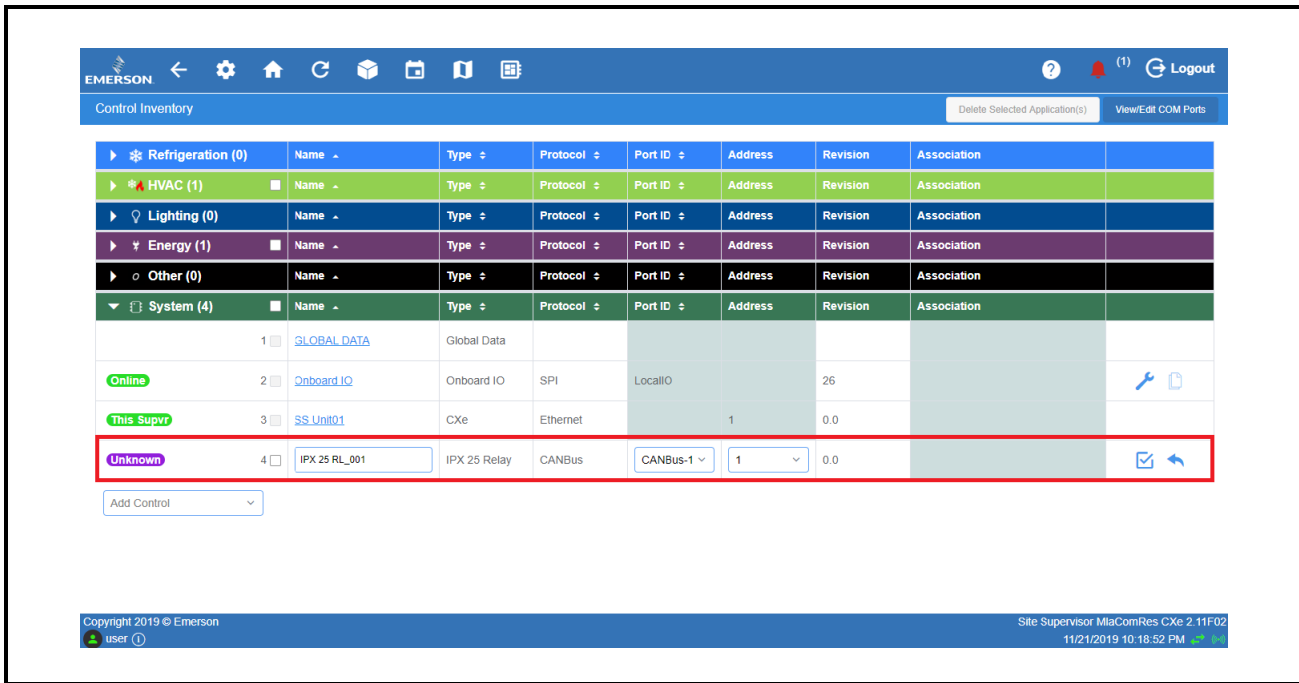 EMERSON
(1) Logout
Control Inventory Delete Selected Application(s) View/Edit COM Ports
Refrigeration (0) Name Type Protocol Port ID Address Revision Association
HVAC (1) Name Type Protocol Port ID Address Revision Association
Lighting (0) Name Type Protocol Port ID Address Revision Association
Energy (1) Name Type Protocol Port ID Address Revision Association
Other (0) Name Type Protocol Port ID Address Revision Association
System (4) Name Type Protocol Port ID Address Revision Association
1 GLOBAL DATA Global Data
Online 2 Onboard IO Onboard IO SPI LocalIO 26
This Supvr 3 SS Unit01 CXe Ethernet 1 0.0
Unknown 4 IPX 25 RL_001 IPX 25 Relay CANBus CANBus-1 1 0.0
Add Control
Copyright 2019 © Emerson Site Supervisor MlaComRes CXe 2.11F02
user 11/21/2019 10:18:52 PM